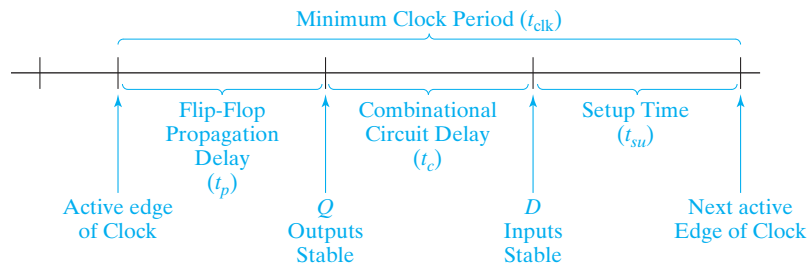 Minimum Clock Period (t_clk)
Flip-Flop
Propagation
Delay
(t_p)
Combinational
Circuit Delay
(t_c)
Setup Time
(t_su)
Active edge
of Clock
Q
Outputs
Stable
D
Inputs
Stable
Next active
Edge of Clock